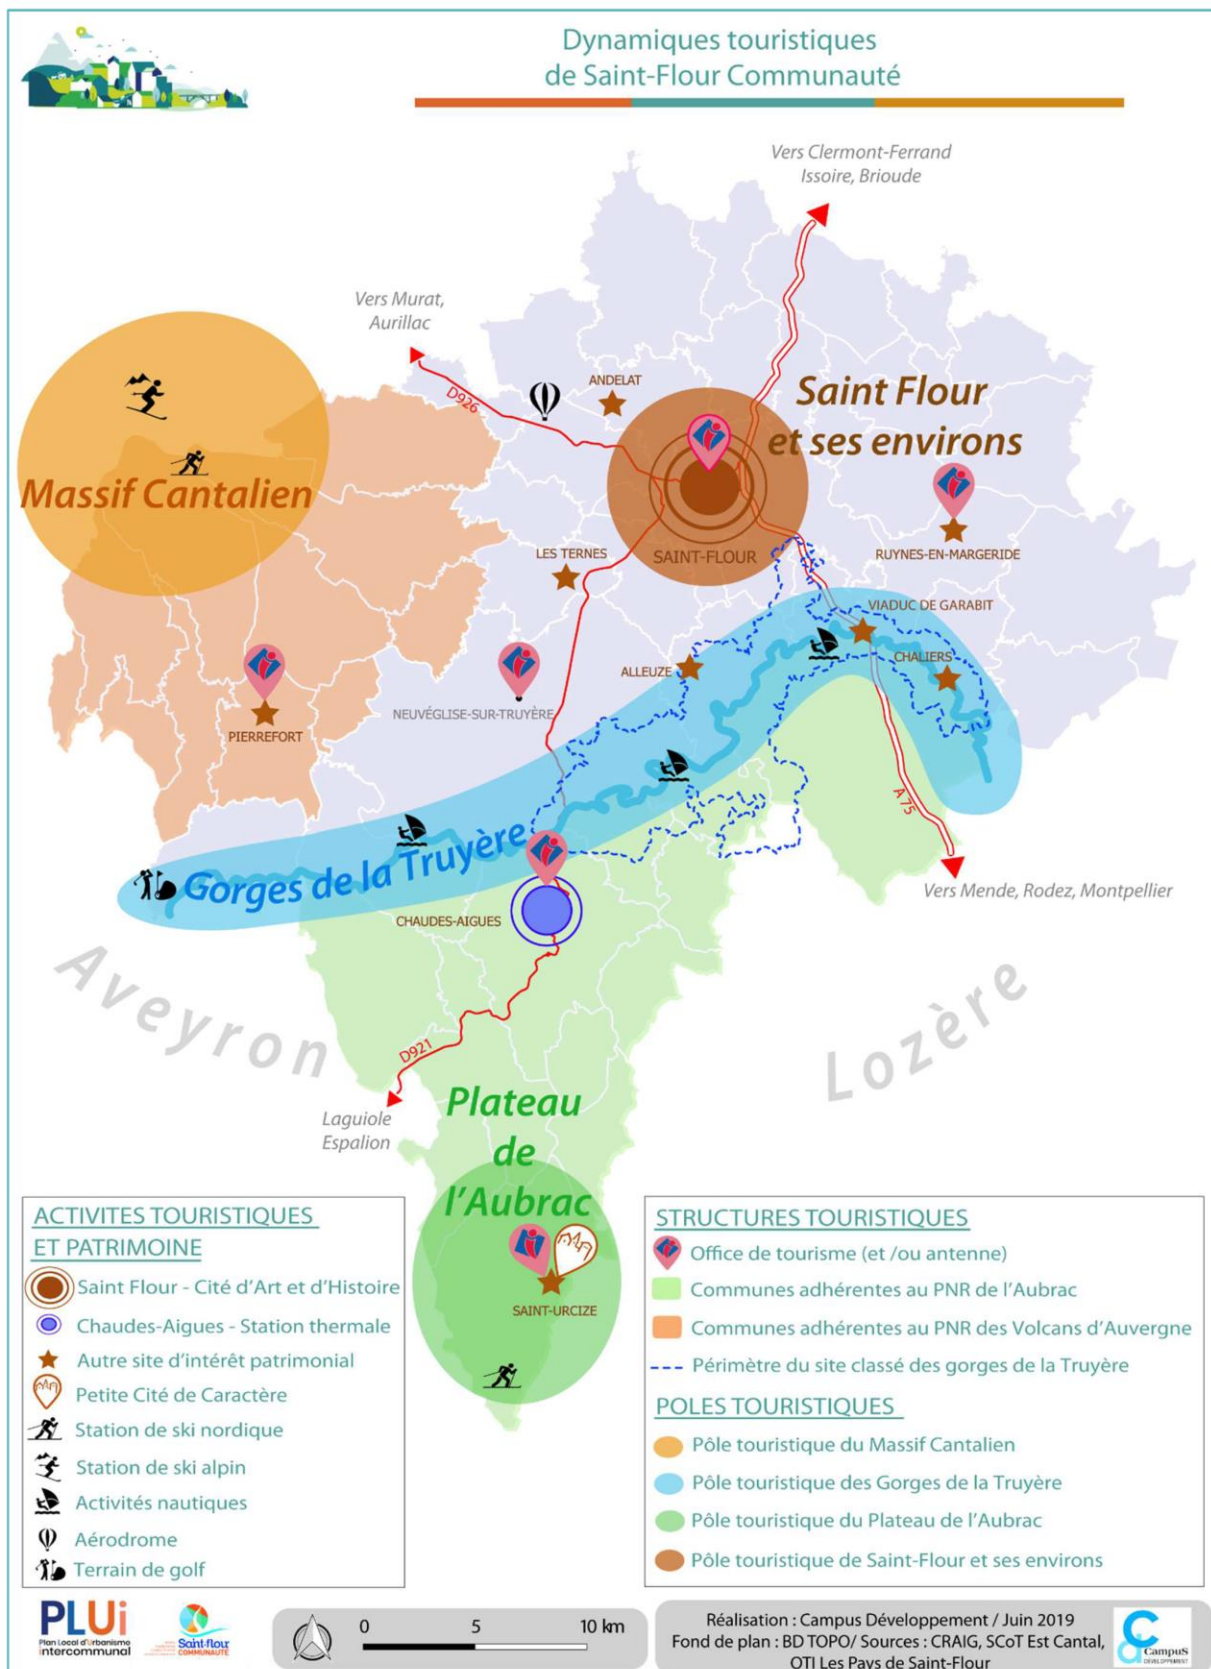 Dynamiques touristiques
de Saint-Flour Communauté
Vers Clermont-Ferrand
Issoire, Brioude
Vers Murat,
Aurillac
D926
ANDELAT
Saint Flour
et ses environs
Massif Cantalien
LES TERNES
SAINT-FLOUR
RUYNES-EN-MARGERIDE
VIADUC DE GARABIT
ALLEUZE
CHALIERS
NEUVÉGLISE-SUR-TRUYÈRE
PIERREFORT
A 75
Gorges de la Truyère
Vers Mende, Rodez, Montpellier
CHAUDES-AIGUES
Aveyron
Lozère
D921
Laguiole
Espalion
Plateau
de
l'Aubrac
SAINT-URCIZE
ACTIVITES TOURISTIQUES
ET PATRIMOINE
Saint Flour - Cité d'Art et d'Histoire
Chaudes-Aigues - Station thermale
Autre site d'intérêt patrimonial
Petite Cité de Caractère
Station de ski nordique
Station de ski alpin
Activités nautiques
Aérodrome
Terrain de golf
STRUCTURES TOURISTIQUES
Office de tourisme (et /ou antenne)
Communes adhérentes au PNR de l'Aubrac
Communes adhérentes au PNR des Volcans d'Auvergne
Périmètre du site classé des gorges de la Truyère
POLES TOURISTIQUES
Pôle touristique du Massif Cantalien
Pôle touristique des Gorges de la Truyère
Pôle touristique du Plateau de l'Aubrac
Pôle touristique de Saint-Flour et ses environs
PLUi
Plan Local d'Urbanisme
intercommunal
Saint-flour
COMMUNAUTÉ
0 5 10 km
Réalisation : Campus Développement / Juin 2019
Fond de plan : BD TOPO/ Sources : CRAIG, SCoT Est Cantal,
OTI Les Pays de Saint-Flour
CampuS
DÉVELOPPEMENT